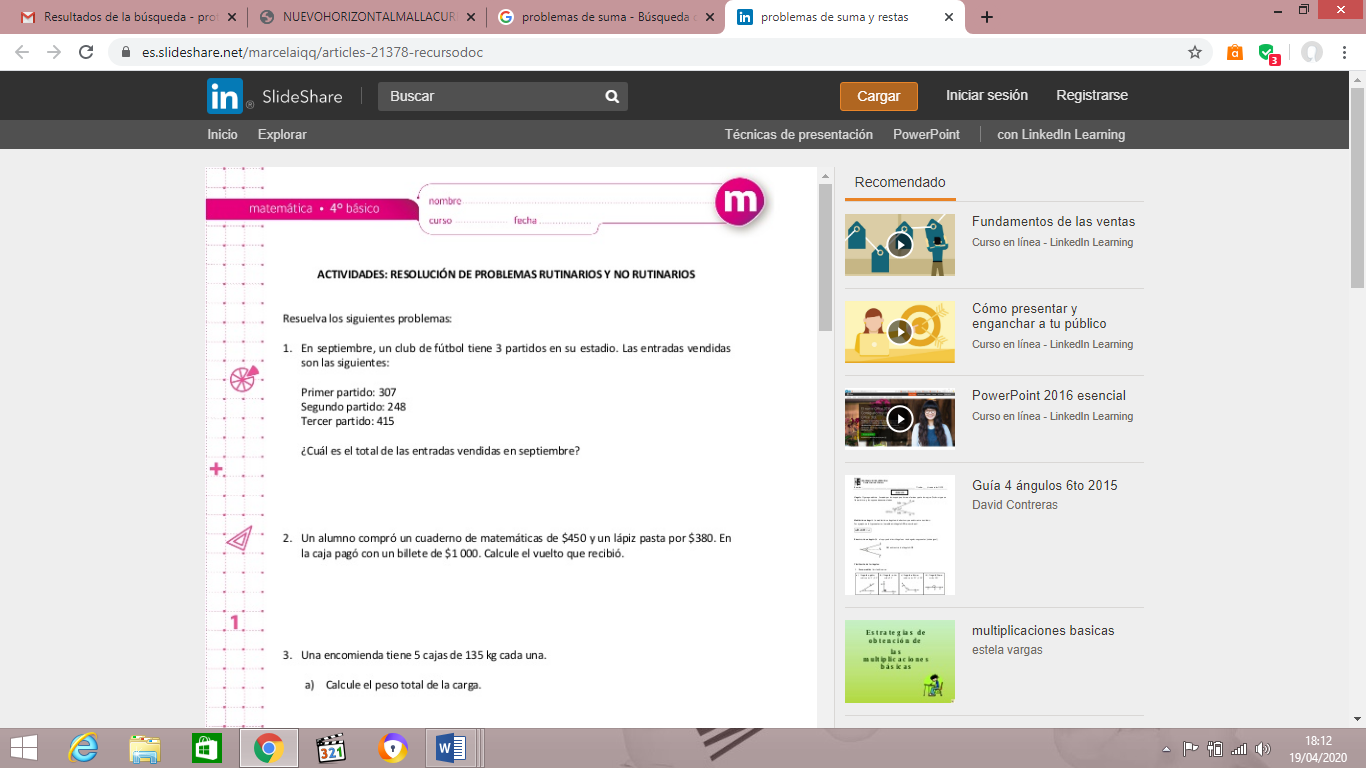 Resultados de la búsqueda - prot
NUEVOHORIZONTALMALLACURI
problemas de suma - Búsqueda d
problemas de suma y restas
es.slideshare.net/marcelaiqq/articles-21378-recursodoc
3
in
SlideShare
Buscar
Cargar
Iniciar sesión
Registrarse
Inicio
Explorar
Técnicas de presentación
PowerPoint
con LinkedIn Learning
matemática • 4º básico
nombre
curso
fecha
m
ACTIVIDADES: RESOLUCIÓN DE PROBLEMAS RUTINARIOS Y NO RUTINARIOS
Resuelva los siguientes problemas:
1. En septiembre, un club de fútbol tiene 3 partidos en su estadio. Las entradas vendidas
son las siguientes:
Primer partido: 307
Segundo partido: 248
Tercer partido: 415
¿Cuál es el total de las entradas vendidas en septiembre?
2. Un alumno compró un cuaderno de matemáticas de $450 y un lápiz pasta por $380. En
la caja pagó con un billete de $1 000. Calcule el vuelto que recibió.
1
3. Una encomienda tiene 5 cajas de 135 kg cada una.
a) Calcule el peso total de la carga.
Recomendado
Fundamentos de las ventas
Curso en línea - LinkedIn Learning
Cómo presentar y
enganchar a tu público
Curso en línea - LinkedIn Learning
PowerPoint 2016 esencial
Curso en línea - LinkedIn Learning
Guía 4 ángulos 6to 2015
David Contreras
Estrategias de
obtención de
las
multiplicaciones
básicas
multiplicaciones basicas
estela vargas
321
18:12
19/04/2020